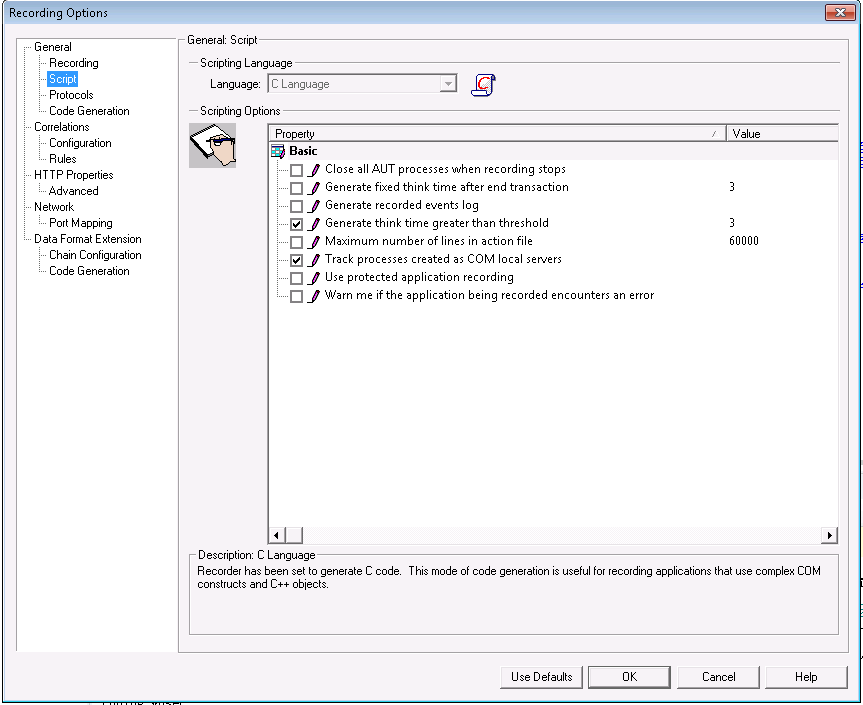 Recording Options
General
Recording
Script
Protocols
Code Generation
Correlations
Configuration
Rules
HTTP Properties
Advanced
Network
Port Mapping
Data Format Extension
Chain Configuration
Code Generation
General: Script
Scripting Language
Language: C Language
Scripting Options
Property / Value
Basic
Close all AUT processes when recording stops
Generate fixed think time after end transaction 3
Generate recorded events log
Generate think time greater than threshold 3
Maximum number of lines in action file 60000
Track processes created as COM local servers
Use protected application recording
Warn me if the application being recorded encounters an error
Description: C Language
Recorder has been set to generate C code. This mode of code generation is useful for recording applications that use complex COM
constructs and C++ objects.
Use Defaults OK Cancel Help